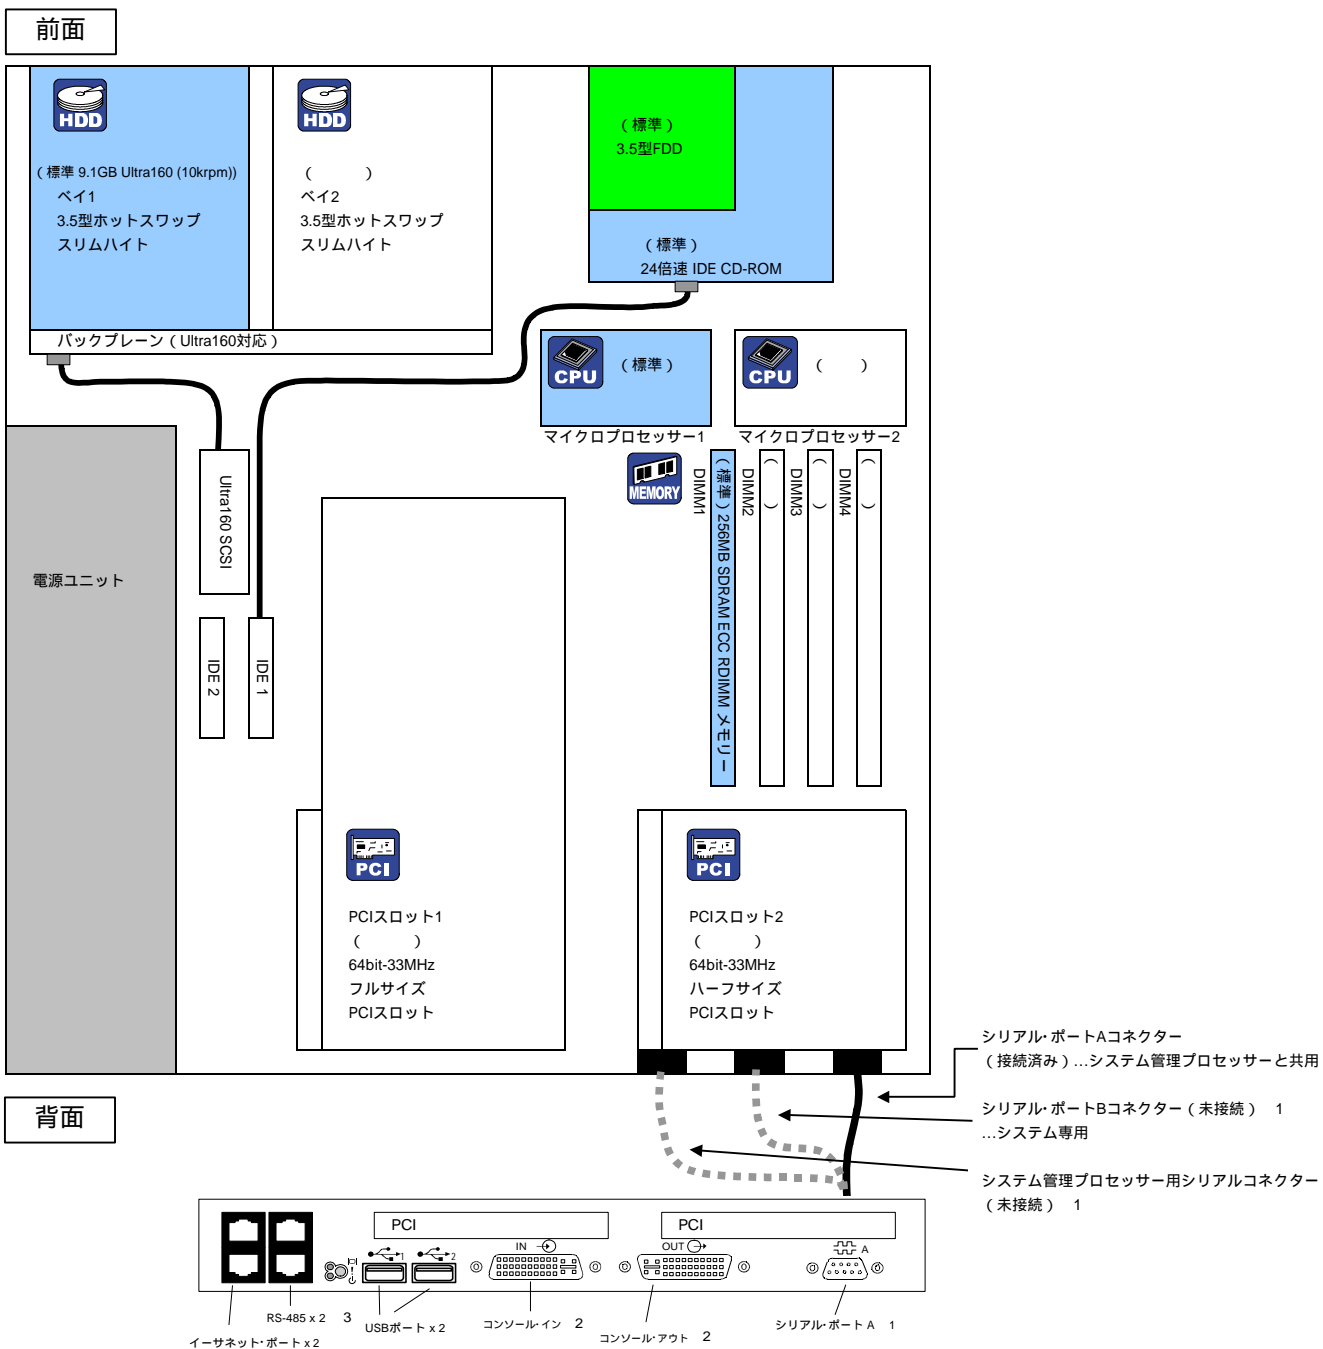 前面
HDD
(標準 9.1GB Ultra160 (10krpm))
ベイ1
3.5型ホットスワップ
スリムハイト
HDD
(　　　)
ベイ2
3.5型ホットスワップ
スリムハイト
(標準)
3.5型FDD
(標準)
24倍速 IDE CD-ROM
バックプレーン(Ultra160対応)
CPU
(標準)
マイクロプロセッサー1
CPU
(　　)
マイクロプロセッサー2
MEMORY
DIMM1
(標準)256MB SDRAM ECC RDIMM メモリー
DIMM2
(　　)
DIMM3
(　　)
DIMM4
(　　)
電源ユニット
Ultra160 SCSI
IDE 2
IDE 1
PCI
PCIスロット1
(　　　)
64bit-33MHz
フルサイズ
PCIスロット
PCI
PCIスロット2
(　　　)
64bit-33MHz
ハーフサイズ
PCIスロット
シリアル・ポートAコネクター
(接続済み)…システム管理プロセッサーと共用
シリアル・ポートBコネクター(未接続)　1
…システム専用
システム管理プロセッサー用シリアルコネクター
(未接続)　1
背面
PCI
PCI
1
2
IN
OUT
A
RS-485 x 2　3
イーサネット・ポート x 2
USBポート x 2
コンソール・イン　2
コンソール・アウト　2
シリアル・ポート A　1